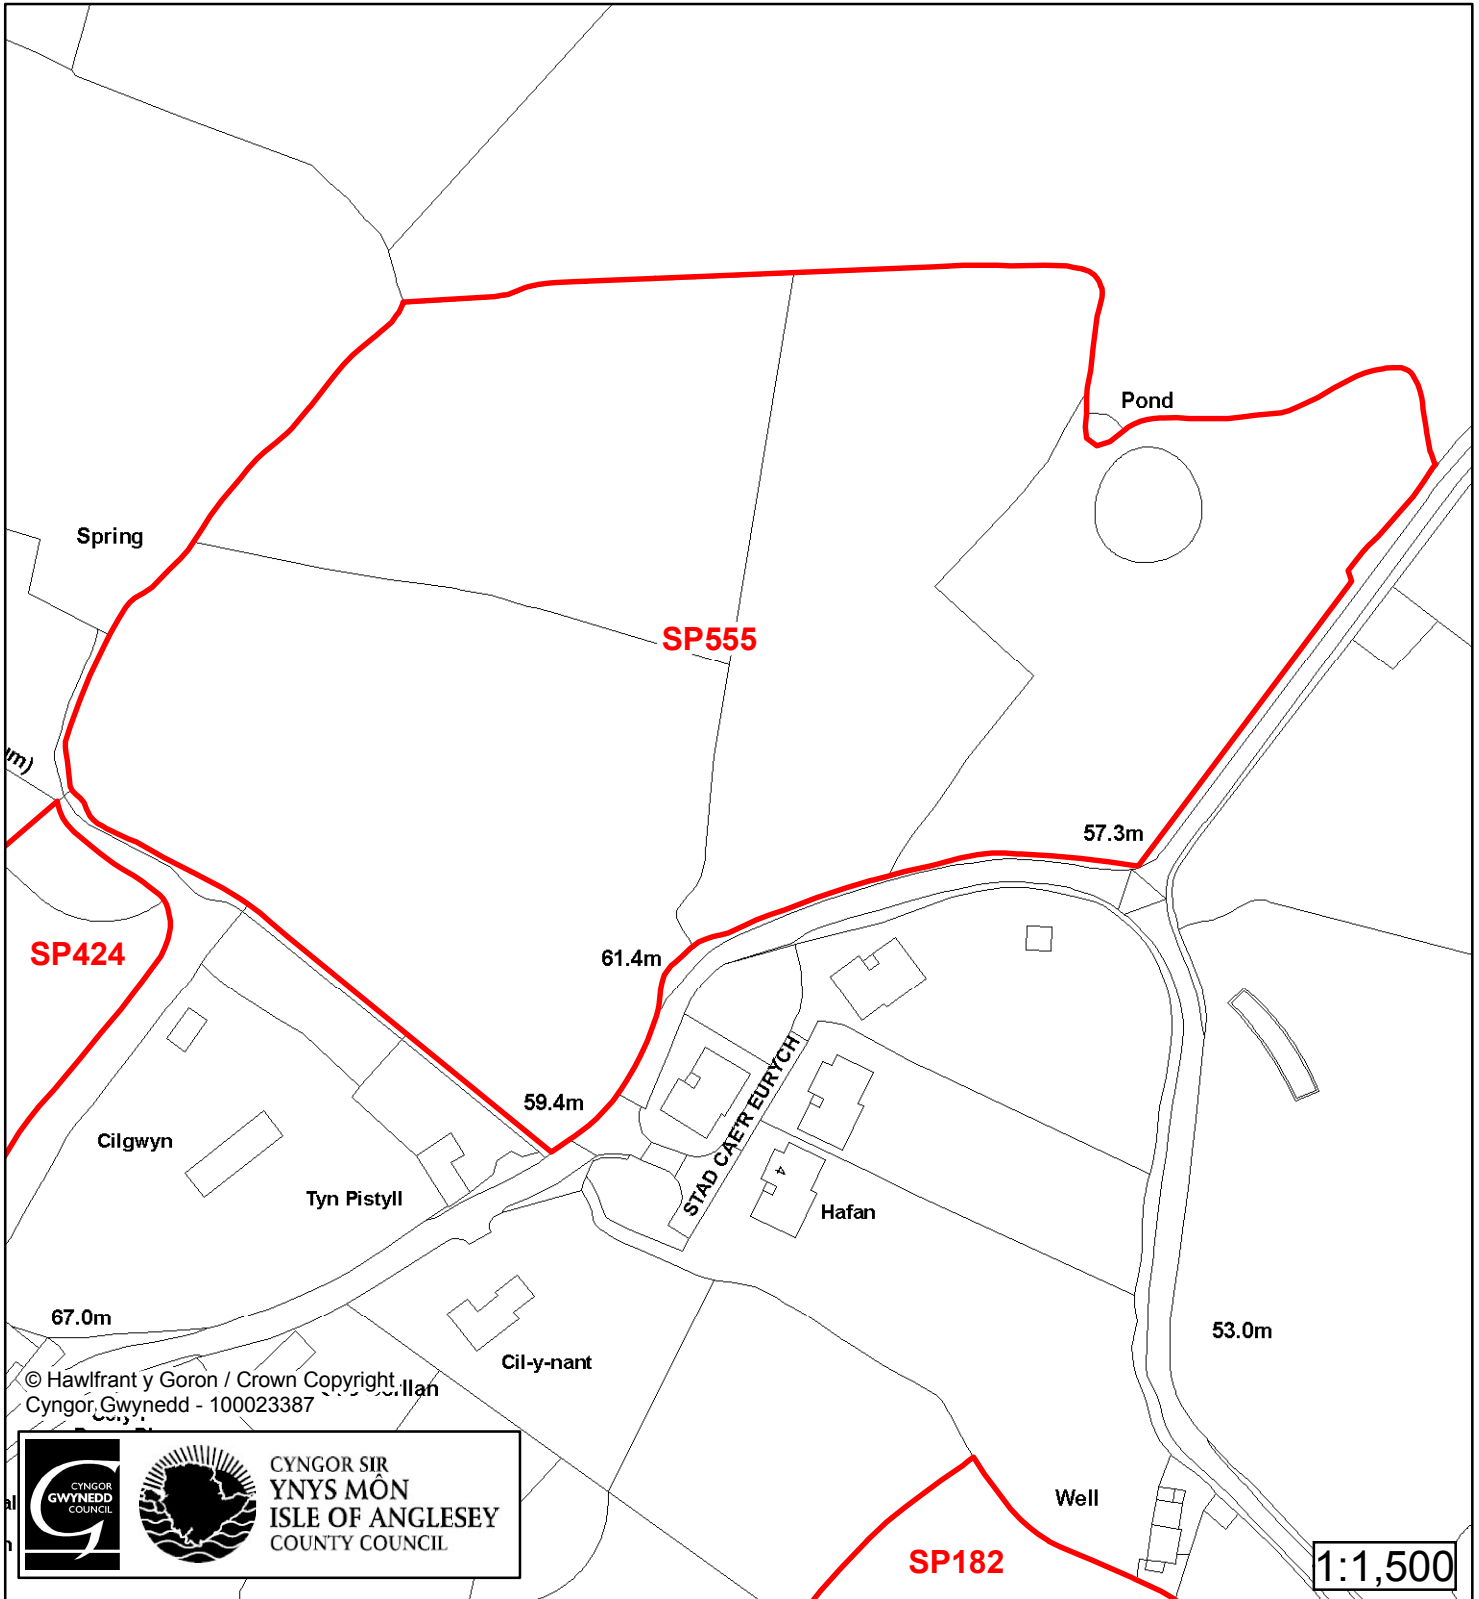 Pond
Spring
SP555
57.3m
SP424
61.4m
59.4m
STAD CAE'R EURYCH
Cilgwyn
Tyn Pistyll
4
Hafan
67.0m
53.0m
Cil-y-nant
© Hawlfrant y Goron / Crown Copyright
Cyngor Gwynedd - 100023387
CYNGOR
GWYNEDD
COUNCIL
CYNGOR SIR
YNYS MÔN
ISLE OF ANGLESEY
COUNTY COUNCIL
Well
SP182
1:1,500